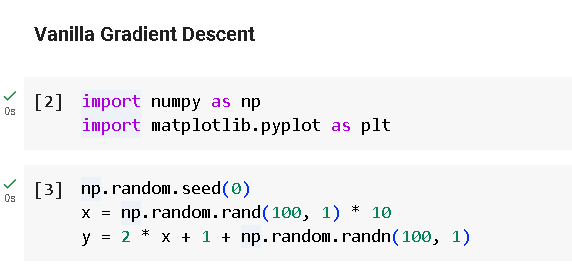 Vanilla Gradient Descent
[2] import numpy as np
0s import matplotlib.pyplot as plt
[3] np.random.seed(0)
0s x = np.random.rand(100, 1) * 10
y = 2 * x + 1 + np.random.randn(100, 1)